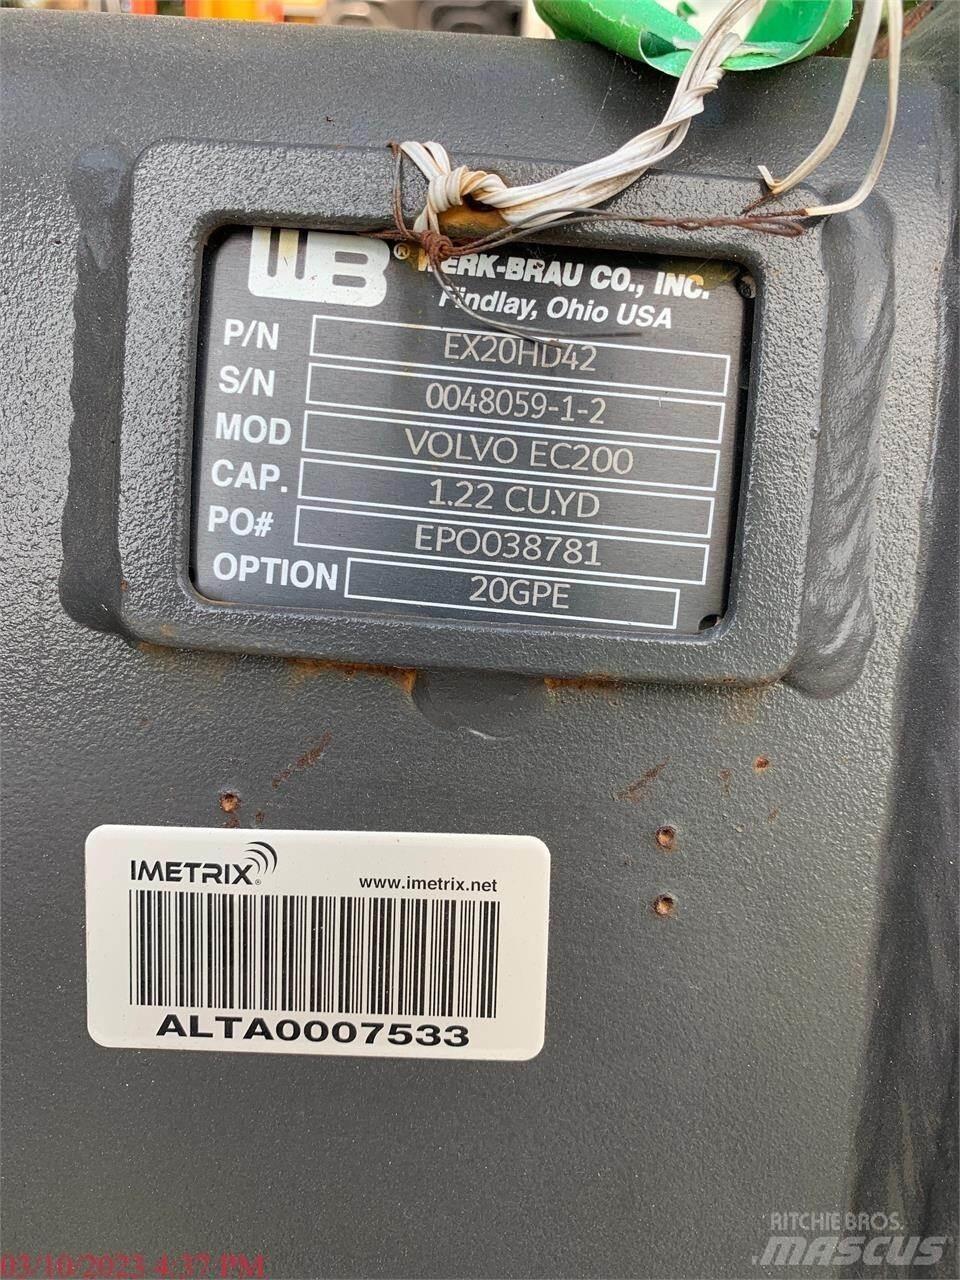 WB® WERK-BRAU CO., INC.
Findlay, Ohio USA
P/N EX20HD42
S/N 0048059-1-2
MOD VOLVO EC200
CAP. 1.22 CU.YD
PO# EPO038781
OPTION 20GPE
IMETRIX®
www.imetrix.net
ALTA0007533
RITCHIE BROS.
MASCUS
03/10/2023 4:37 PM